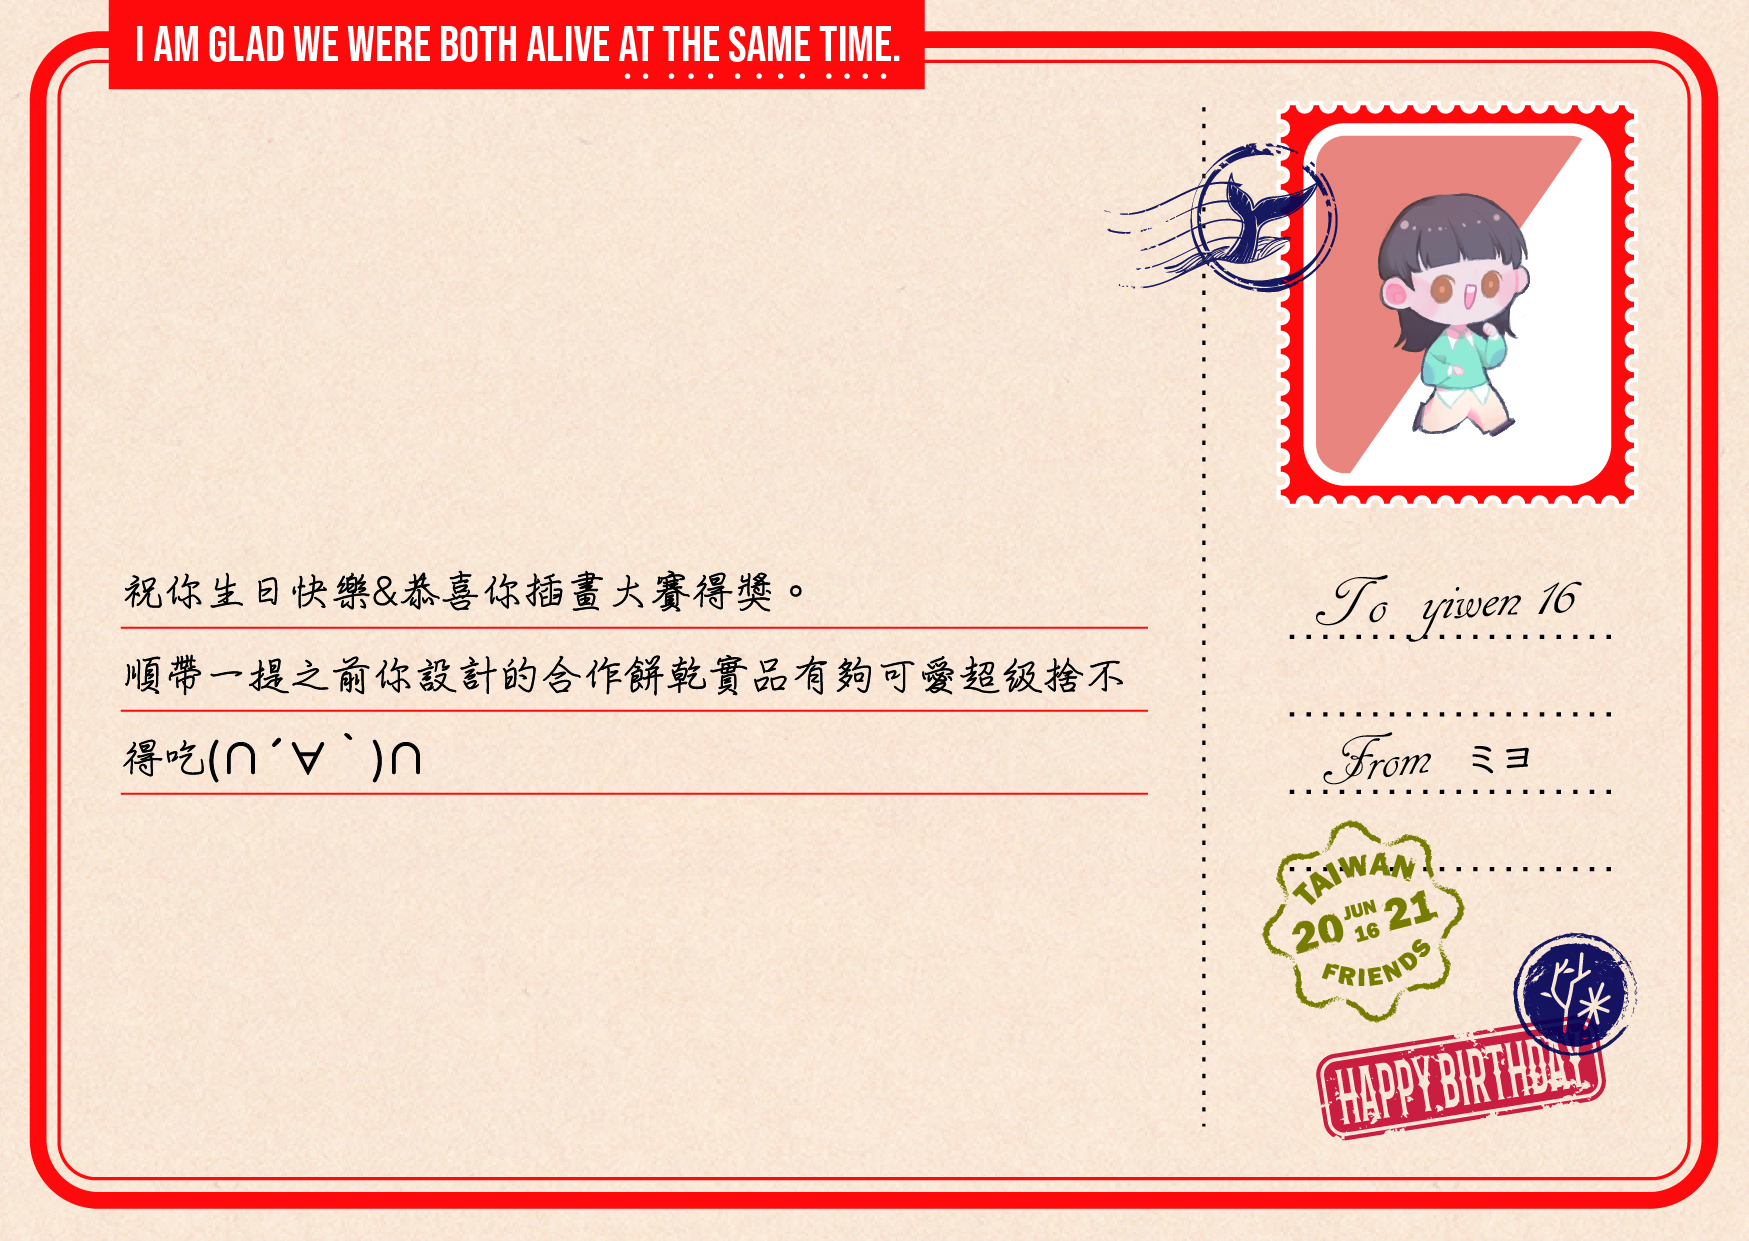 I AM GLAD WE WERE BOTH ALIVE AT THE SAME TIME.
祝你生日快樂&恭喜你插畫大賽得獎。
順帶一提之前你設計的合作餅乾實品有夠可愛超級捨不
得吃(∩´∀｀)∩
To yiwen 16
From ミヨ
TAIWAN
20 JUN 16 21
FRIENDS
HAPPY BIRTHDAY